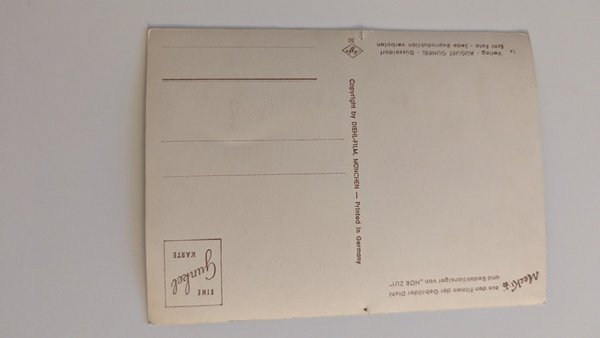 Mecki aus den Filmen der Gebrüder Diehl
und Redaktionsigel von „HÖR ZU!"
EINE
Gunkel
KARTE
Copyright by DIEHL-FILM, MÜNCHEN — Printed in Germany
Verlag - AUGUST GUNKEL - Düsseldorf
Echt Foto - Jede Reproduktion verboten
Agfa